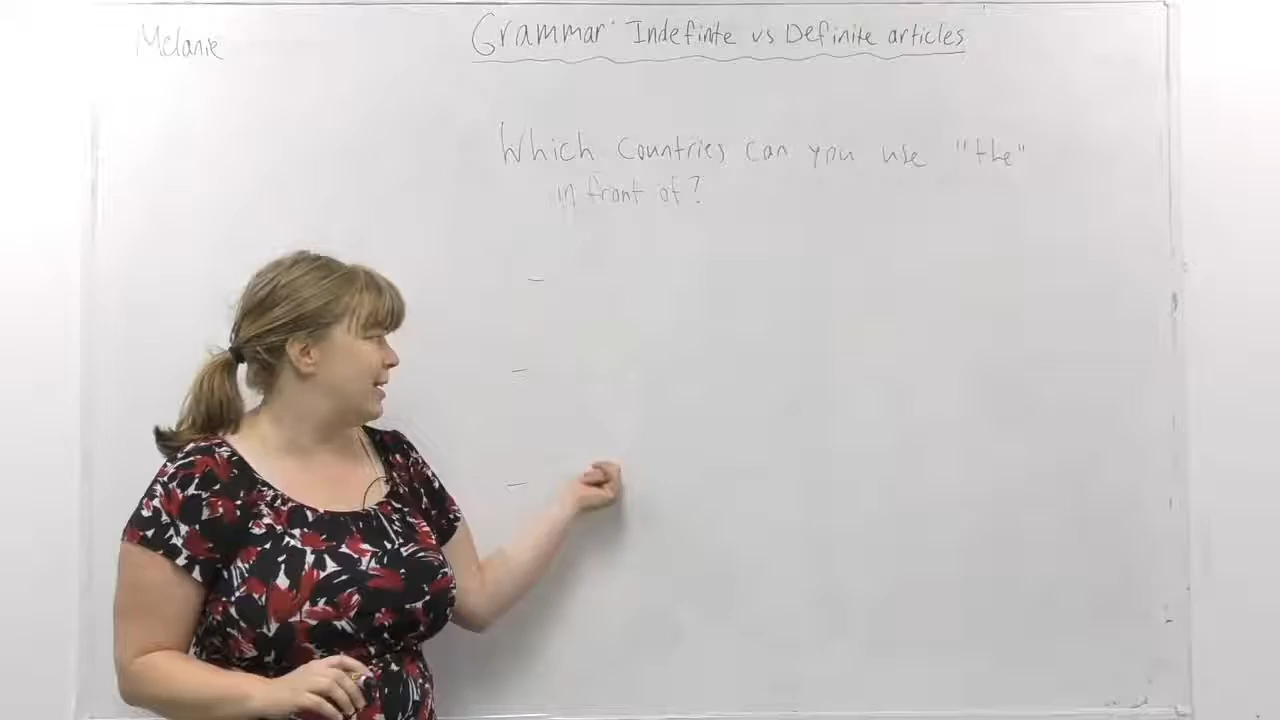 Melanie
Grammar: Indefinite vs Definite articles
Which countries can you use "the"
in front of?
-
-
-